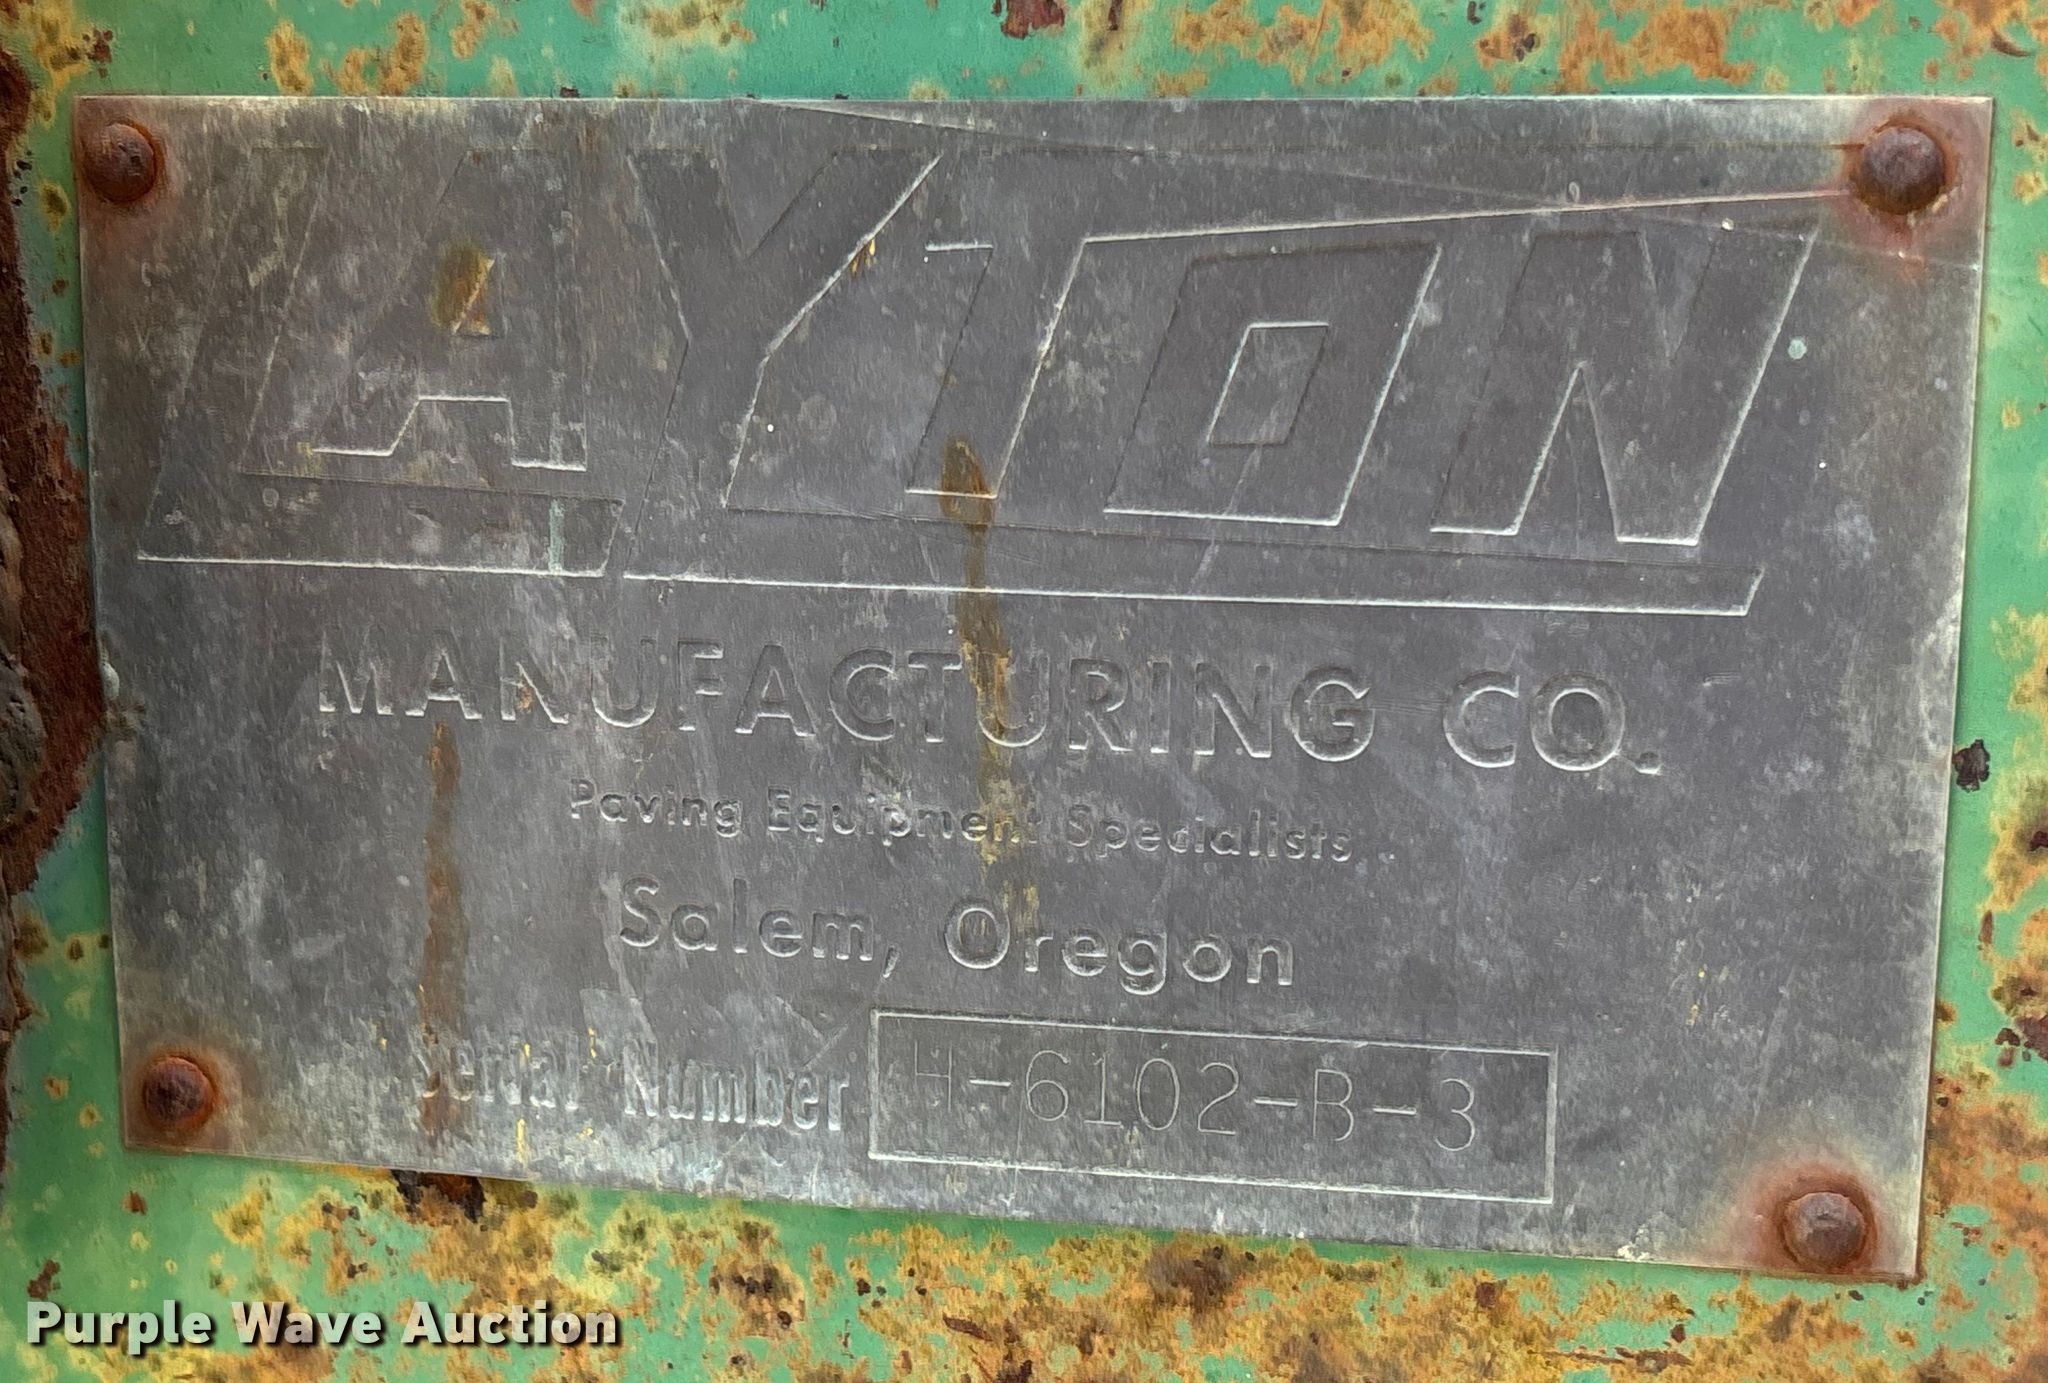 LAYTON
MANUFACTURING CO.
Paving Equipment Specialists
Salem, Oregon
Serial Number H-6102-B-3
Purple Wave Auction